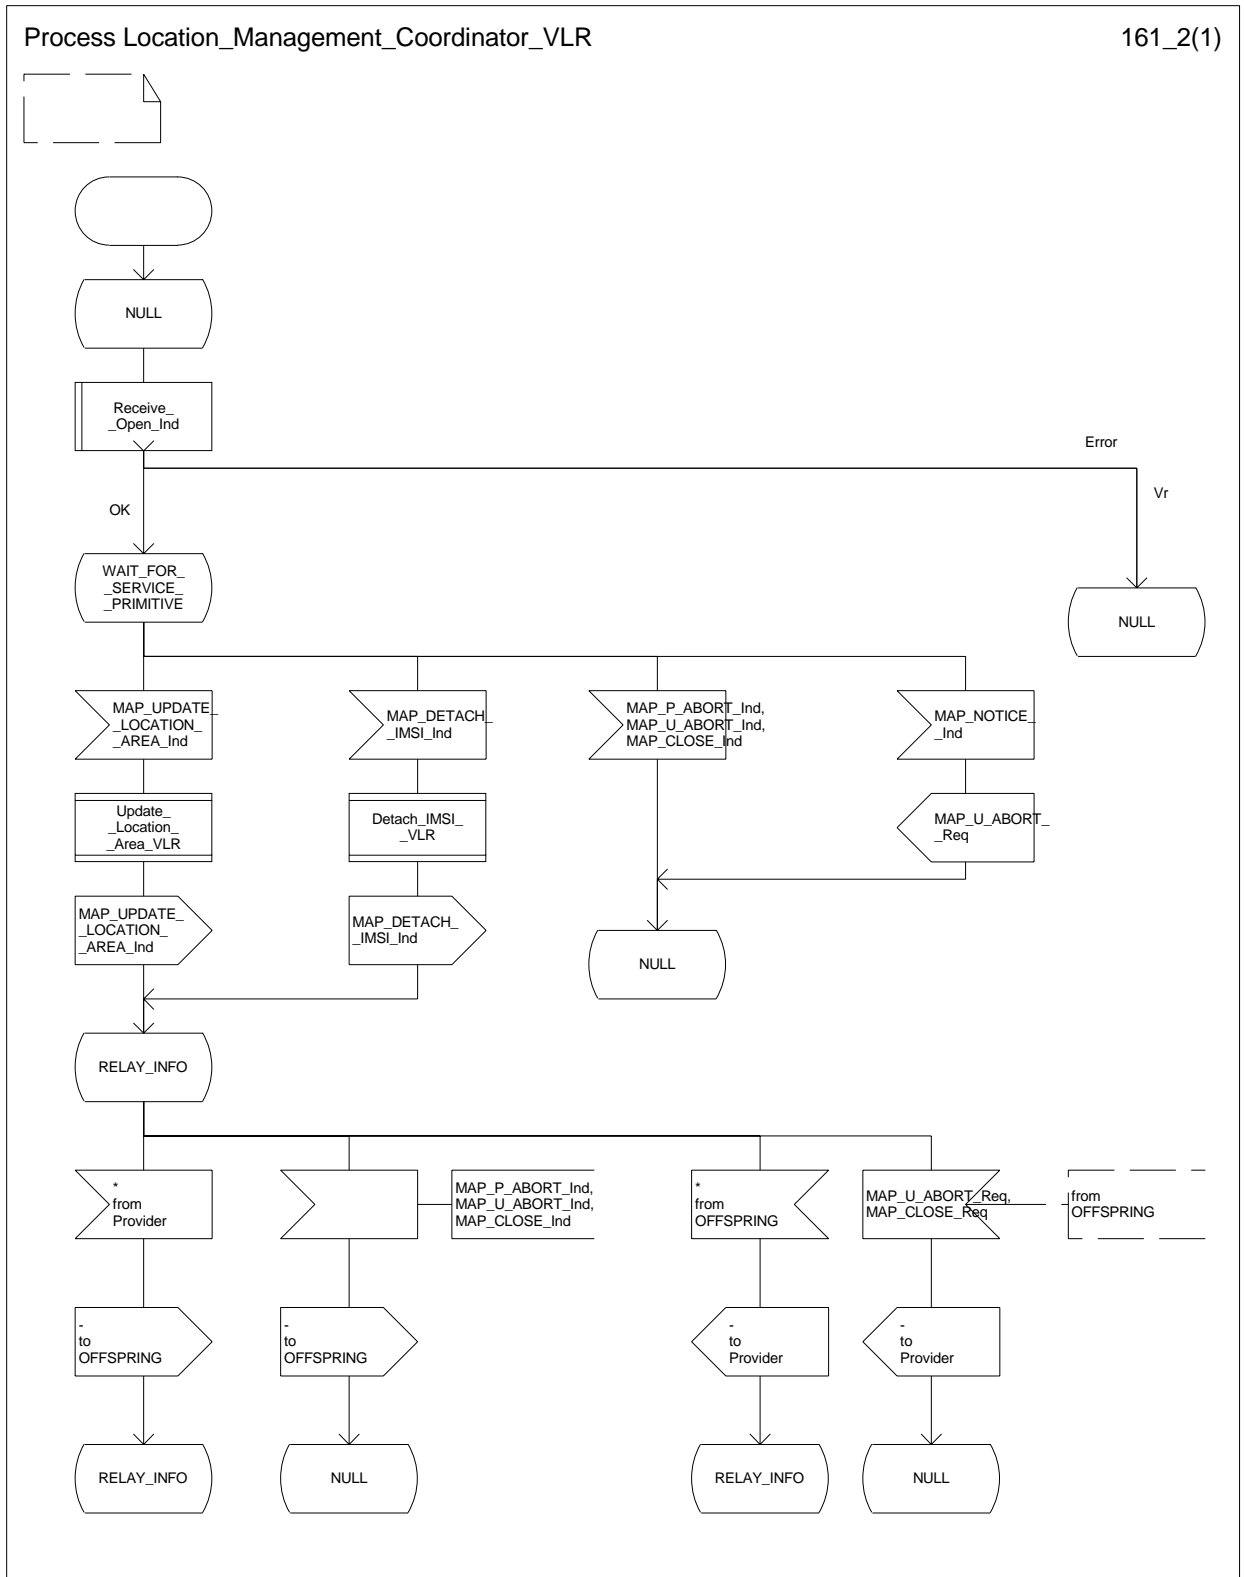 Process Location_Management_Coordinator_VLR
161_2(1)
NULL
Receive_
_Open_Ind
Error
Vr
OK
WAIT_FOR_
_SERVICE_
_PRIMITIVE
NULL
MAP_UPDATE_
_LOCATION_
_AREA_Ind
MAP_DETACH_
_IMSI_Ind
MAP_P_ABORT_Ind,
MAP_U_ABORT_Ind,
MAP_CLOSE_Ind
MAP_NOTICE_
_Ind
Update_
_Location_
_Area_VLR
Detach_IMSI_
_VLR
MAP_U_ABORT_
_Req
MAP_UPDATE_
_LOCATION_
_AREA_Ind
MAP_DETACH_
_IMSI_Ind
NULL
RELAY_INFO
*
from
Provider
MAP_P_ABORT_Ind,
MAP_U_ABORT_Ind,
MAP_CLOSE_Ind
*
from
OFFSPRING
MAP_U_ABORT_Req,
MAP_CLOSE_Req
from
OFFSPRING
-
to
OFFSPRING
-
to
OFFSPRING
-
to
Provider
-
to
Provider
RELAY_INFO
NULL
RELAY_INFO
NULL